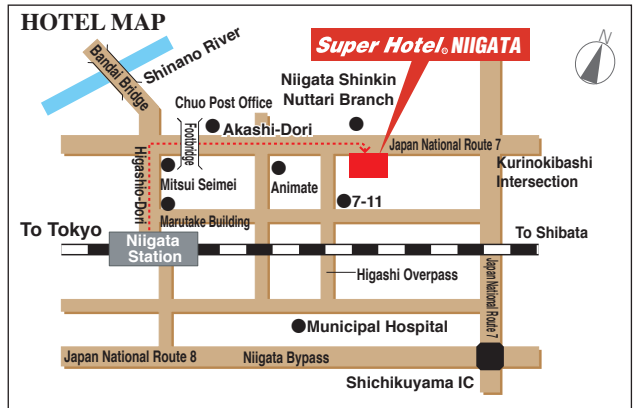 HOTEL MAP
Super Hotel® NIIGATA
N
Bandai Bridge
Shinano River
Niigata Shinkin
Nuttari Branch
Chuo Post Office
Footbridge
Akashi-Dori
Japan National Route 7
Higashio-Dori
Mitsui Seimei
Animate
Kurinokibashi
Intersection
7-11
Marutake Building
To Tokyo
Niigata
Station
To Shibata
Higashi Overpass
Japan National Route 7
Municipal Hospital
Japan National Route 8
Niigata Bypass
Shichikuyama IC